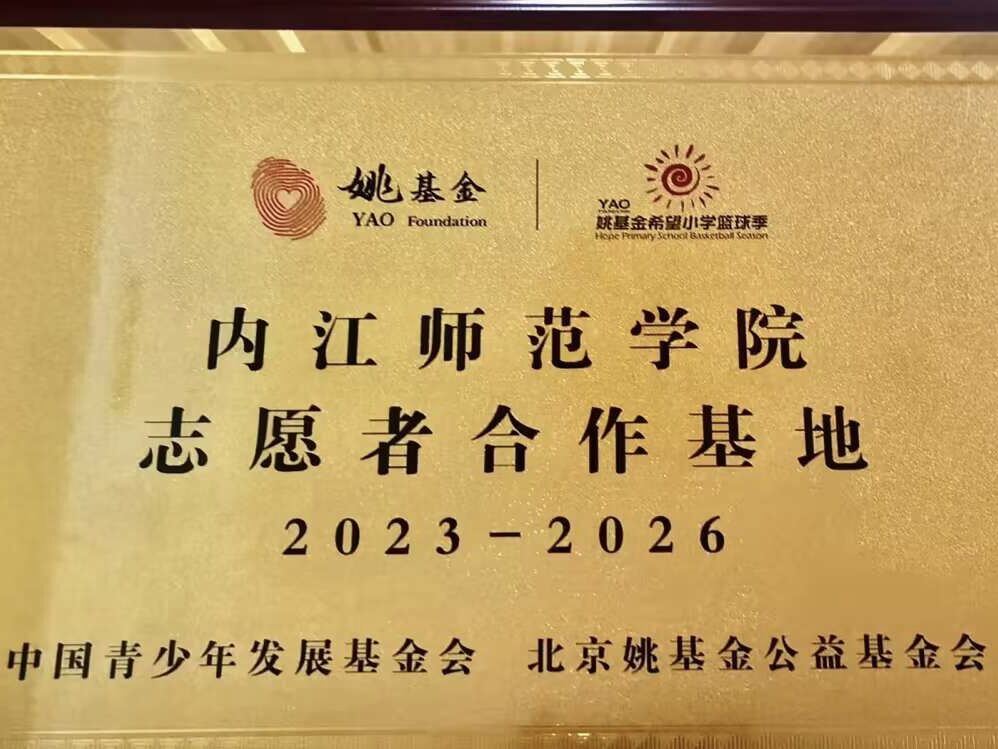 姚基金
YAO Foundation
YAO
姚基金希望小学篮球季
Hope Primary School Basketball Season
内江师范学院
志愿者合作基地
2023-2026
中国青少年发展基金会 北京姚基金公益基金会